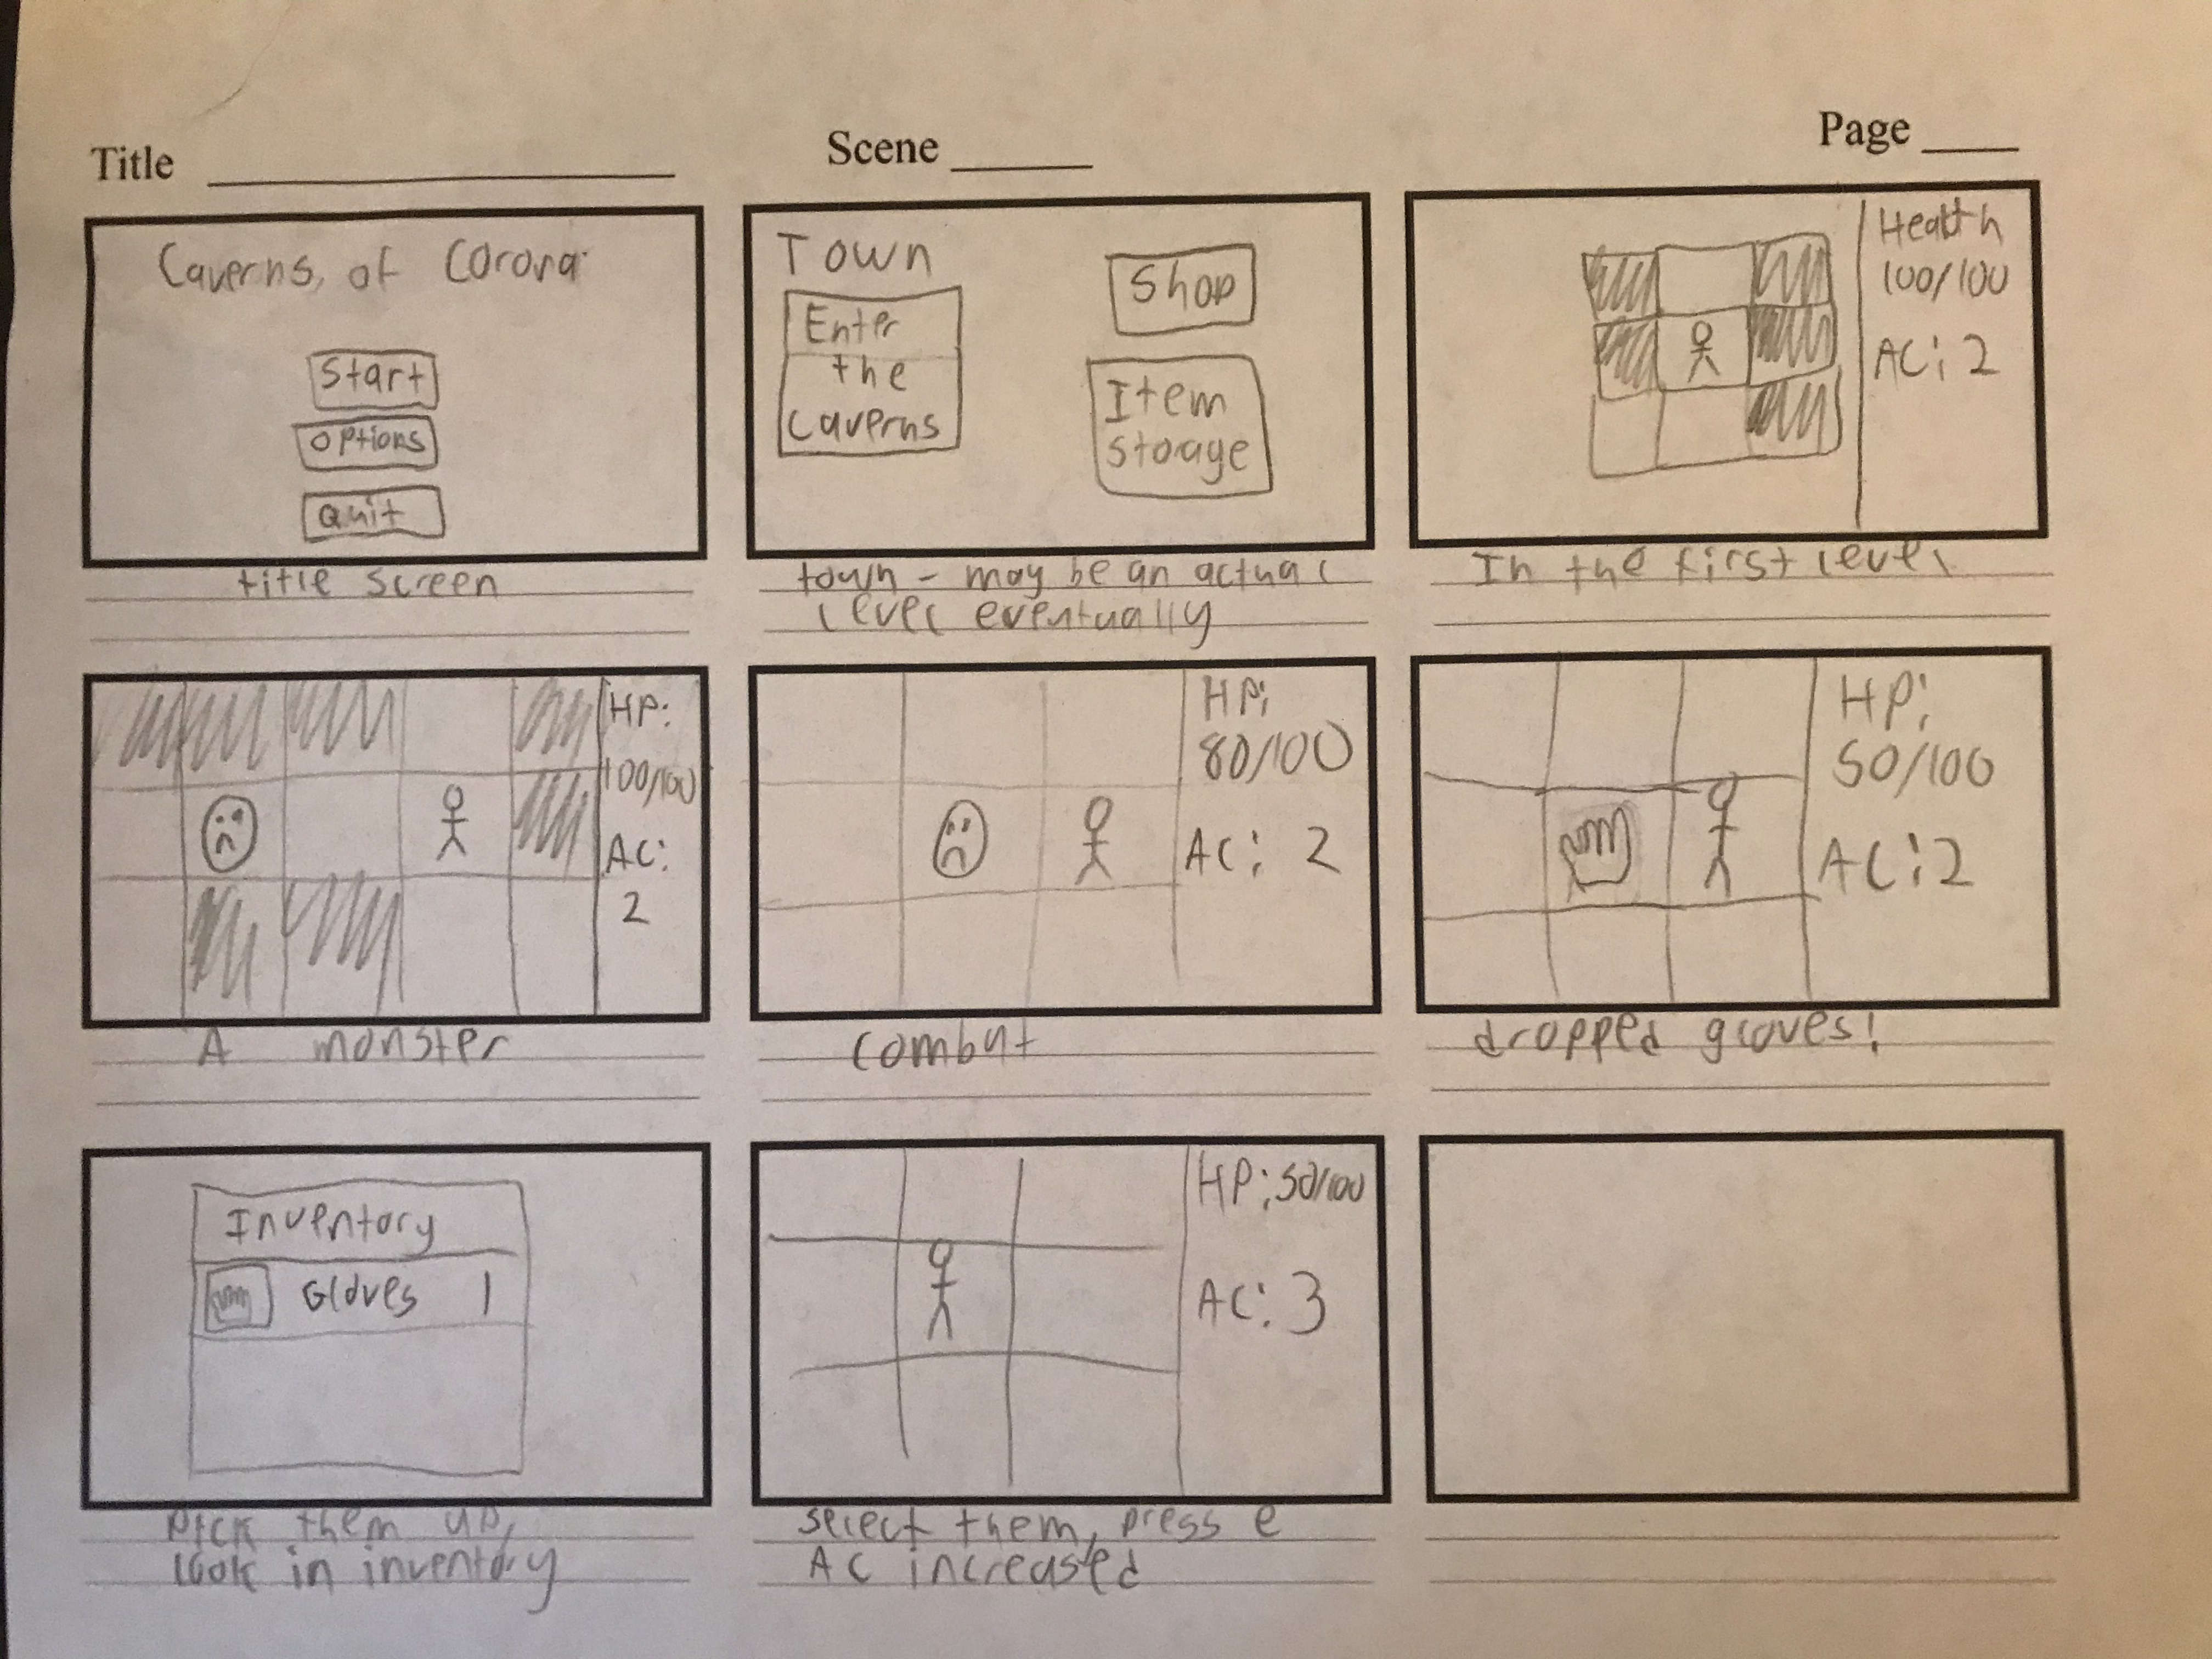 Title
Scene
Page
Caverns of Corona
Start
Options
Quit
title screen
Town
Enter
the
Caverns
Shop
Item
Storage
town - may be an actual
level eventually
Health
100/100
AC: 2
In the first level
HP:
100/100
AC:
2
A monster
HP:
80/100
AC: 2
combat
HP:
50/100
AC: 2
dropped gloves!
Inventory
Gloves 1
Pick them up,
look in inventory
HP: 50/100
AC: 3
select them, press e
AC increased